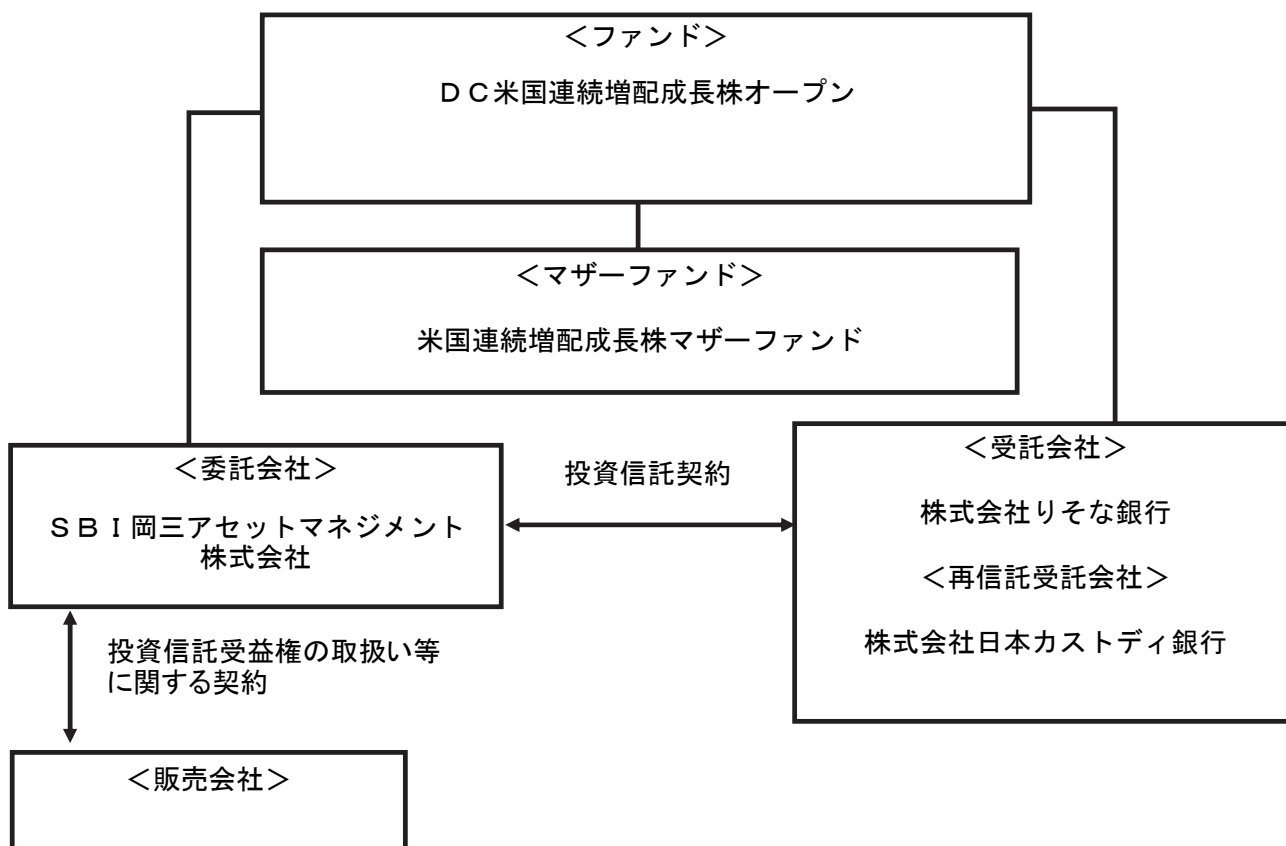 ＜ファンド＞
ＤＣ米国連続増配成長株オープン
＜マザーファンド＞
米国連続増配成長株マザーファンド
＜委託会社＞
ＳＢＩ岡三アセットマネジメント
株式会社
投資信託契約
＜受託会社＞
株式会社りそな銀行
＜再信託受託会社＞
株式会社日本カストディ銀行
投資信託受益権の取扱い等
に関する契約
＜販売会社＞